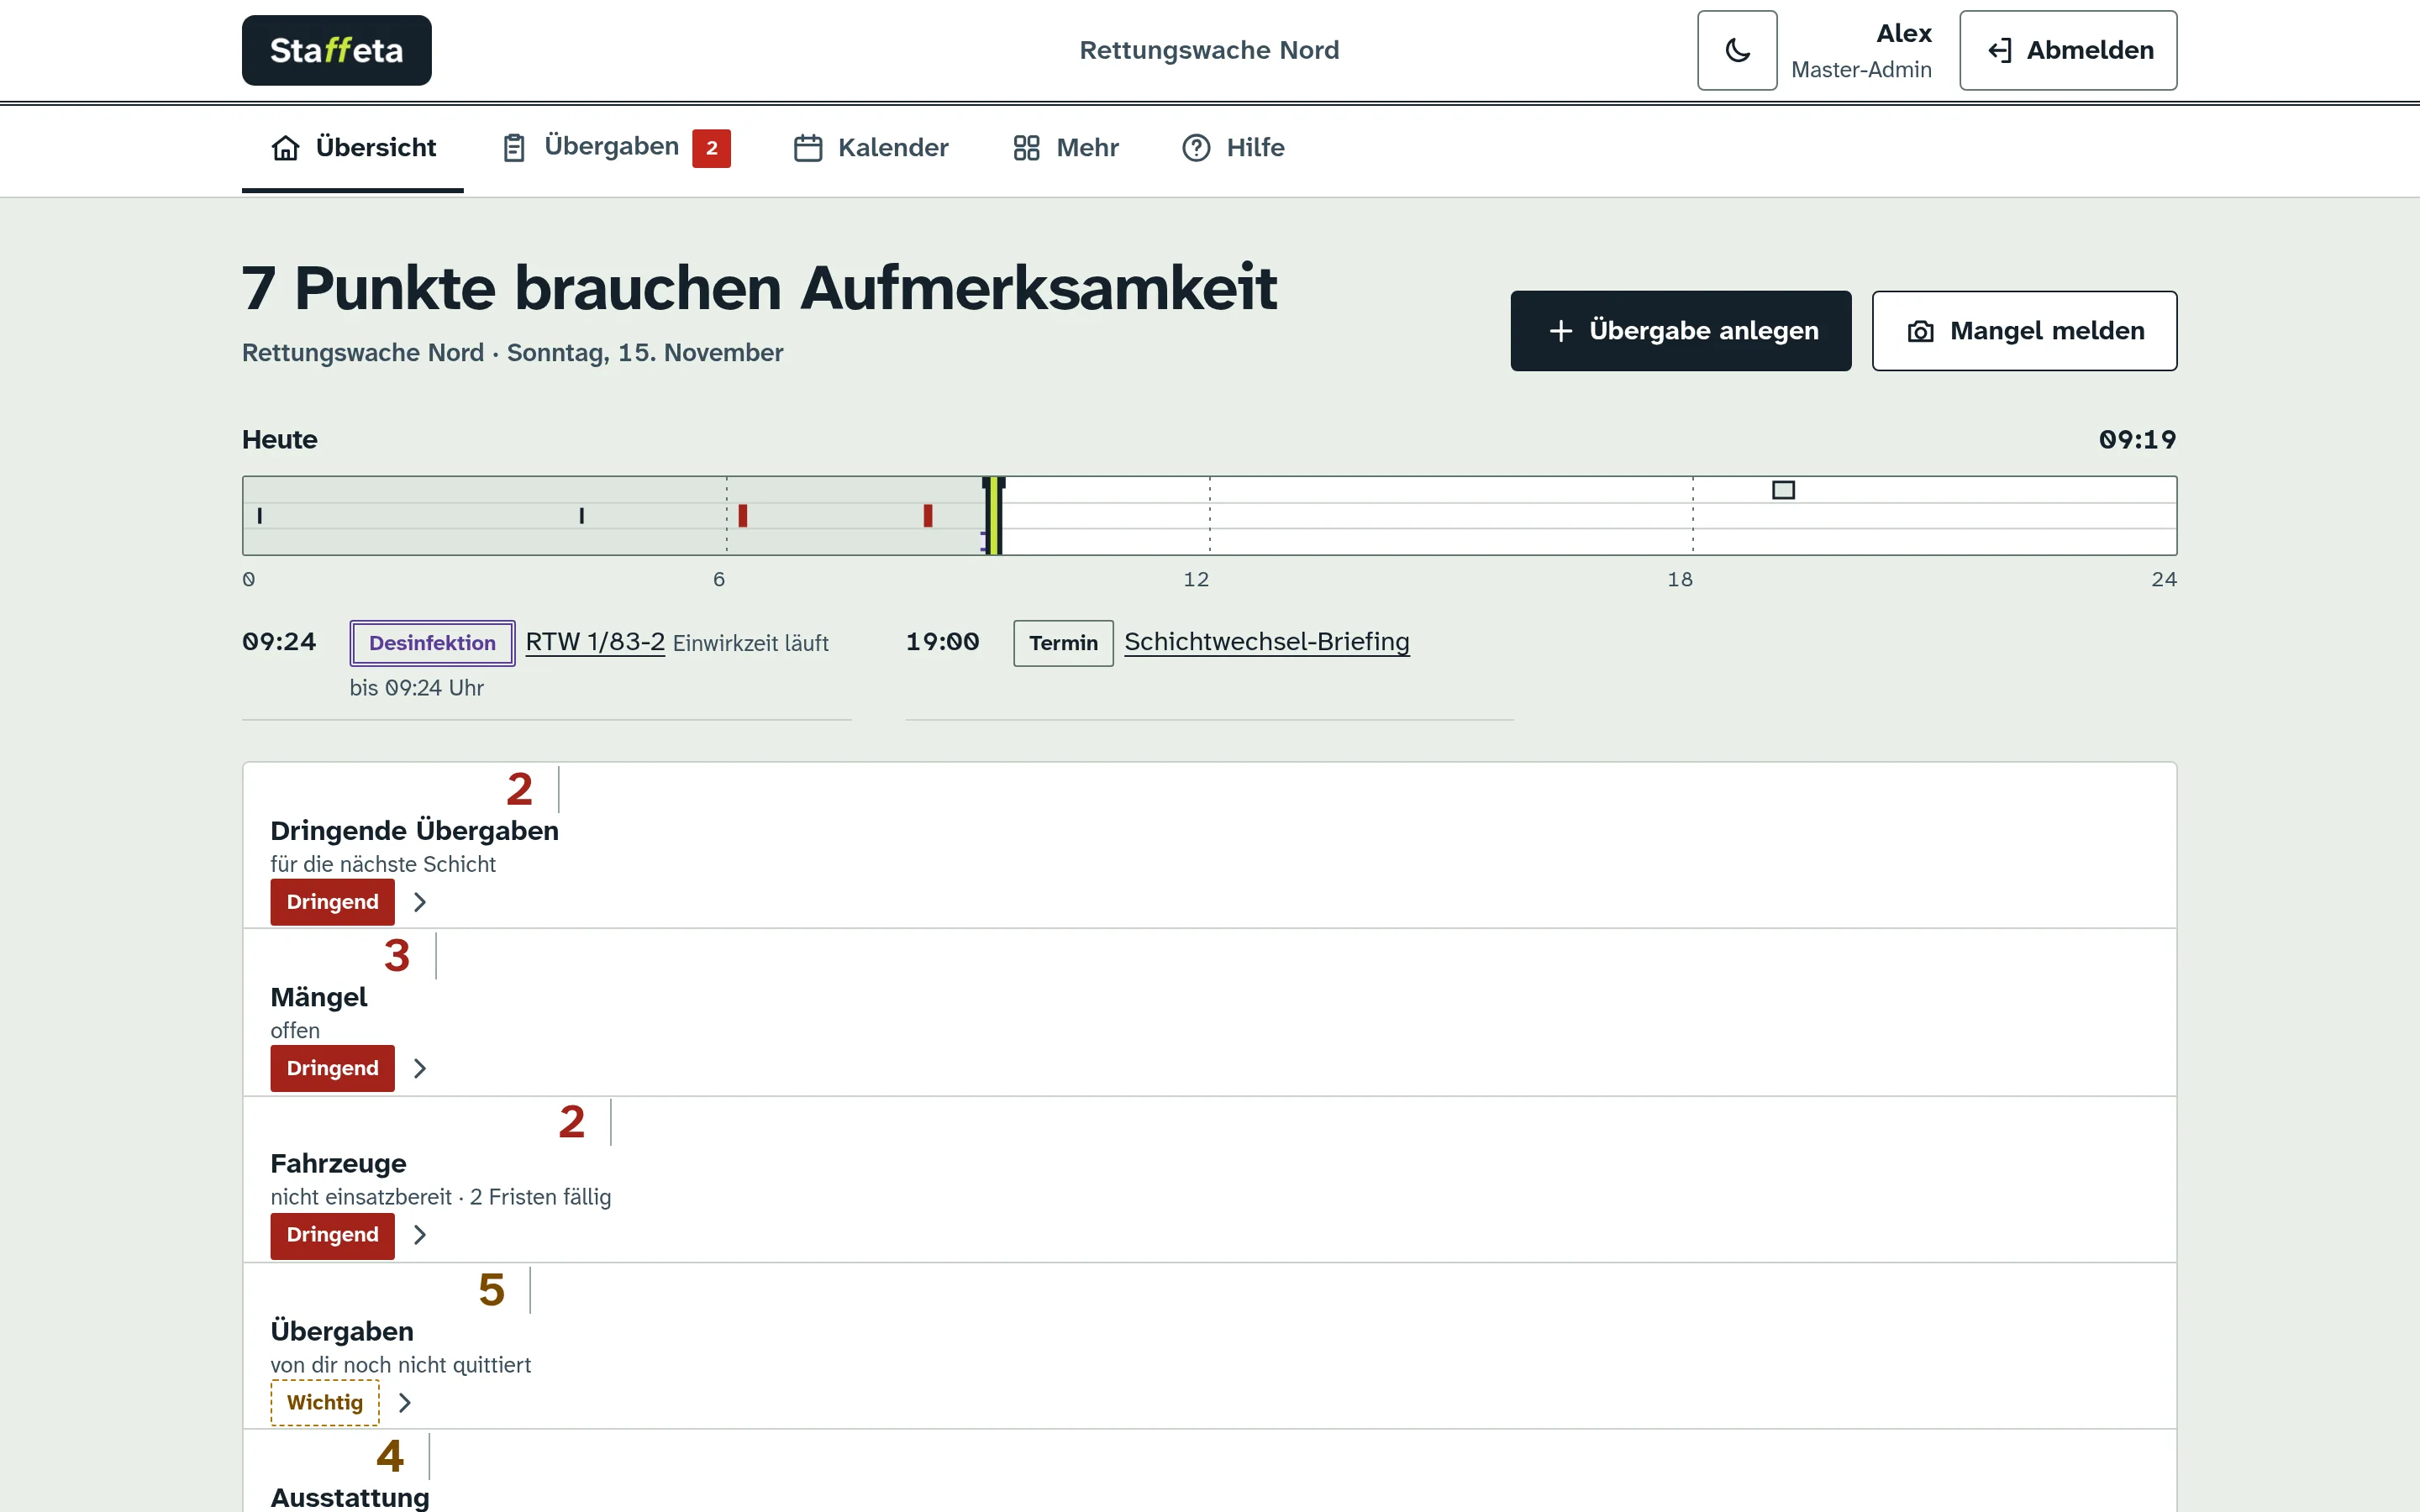 Staffeta
Rettungswache Nord
Alex
Master-Admin
Abmelden
Übersicht
Übergaben 2
Kalender
Mehr
Hilfe
7 Punkte brauchen Aufmerksamkeit
Rettungswache Nord · Sonntag, 15. November
Übergabe anlegen
Mangel melden
Heute
09:19
0 6 12 18 24
09:24 Desinfektion RTW 1/83-2 Einwirkzeit läuft
bis 09:24 Uhr
19:00 Termin Schichtwechsel-Briefing
2
Dringende Übergaben
für die nächste Schicht
Dringend
3
Mängel
offen
Dringend
2
Fahrzeuge
nicht einsatzbereit · 2 Fristen fällig
Dringend
5
Übergaben
von dir noch nicht quittiert
Wichtig
4
Ausstattung